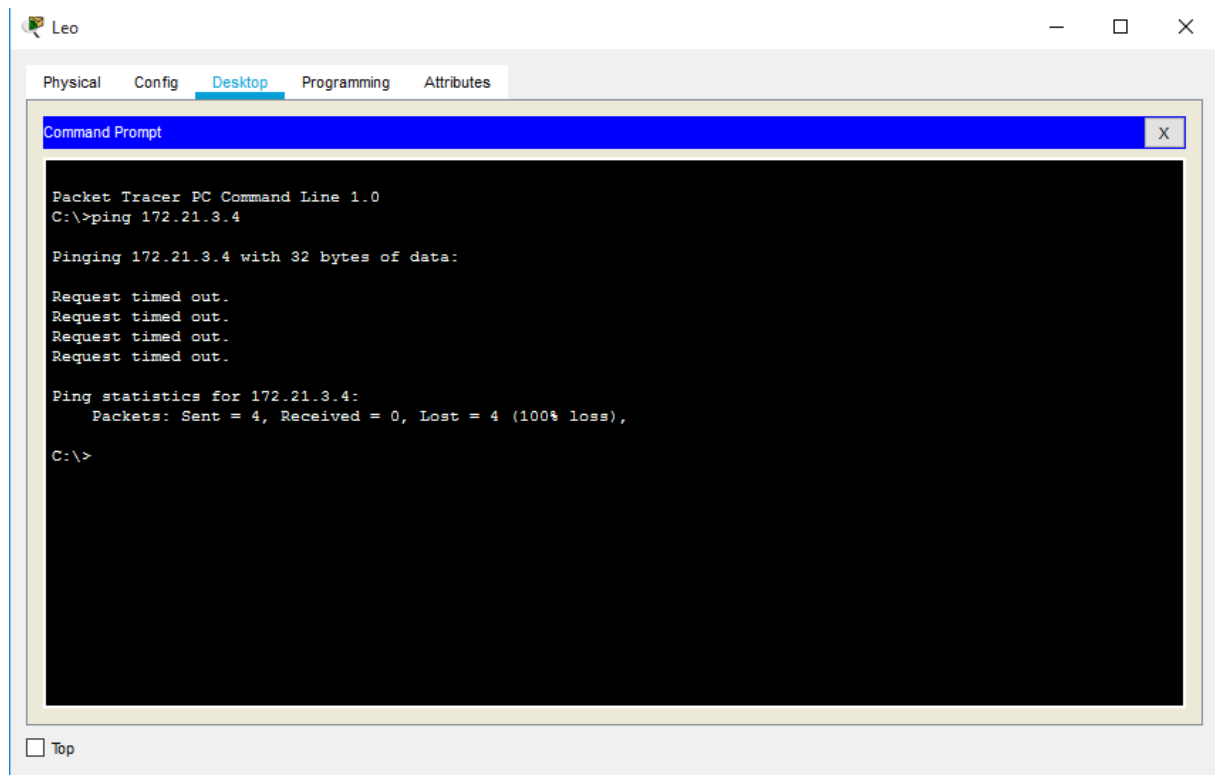 Leo
Physical Config Desktop Programming Attributes
Command Prompt X
Packet Tracer PC Command Line 1.0
C:\>ping 172.21.3.4
Pinging 172.21.3.4 with 32 bytes of data:
Request timed out.
Request timed out.
Request timed out.
Request timed out.
Ping statistics for 172.21.3.4:
    Packets: Sent = 4, Received = 0, Lost = 4 (100% loss),
C:\>
Top